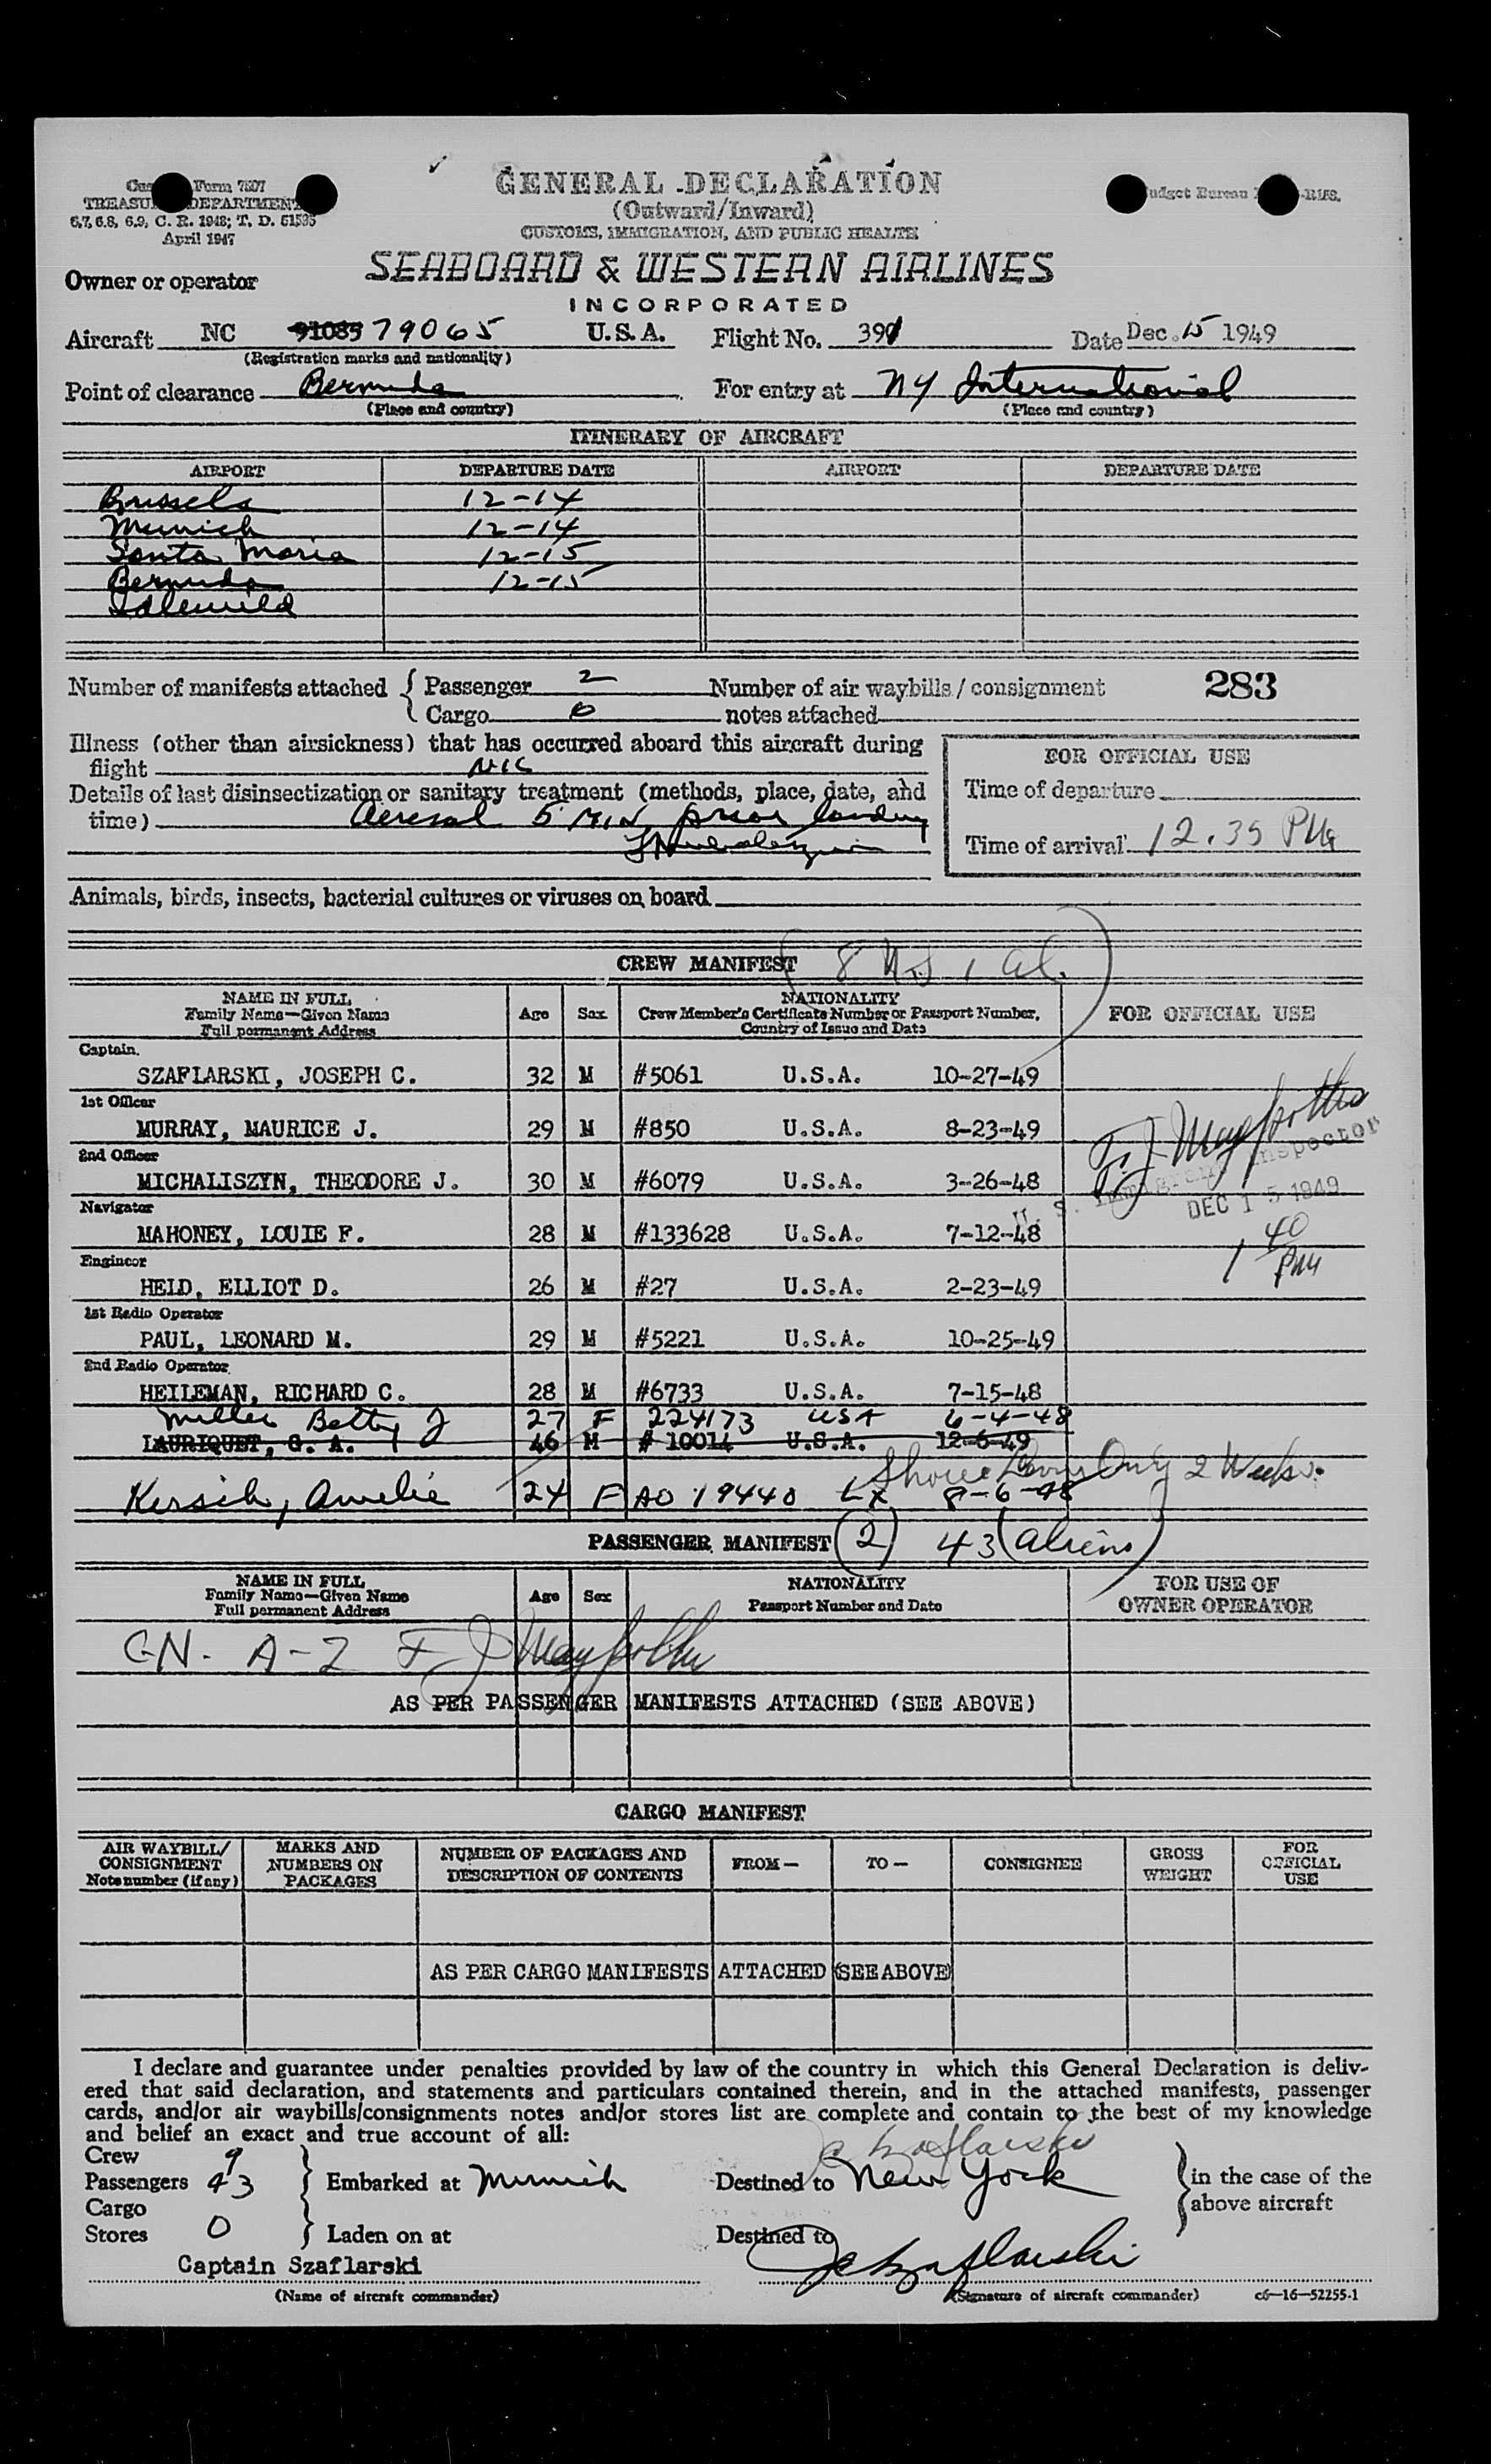 Form 7507
TREASURY DEPARTMENT
6.7, 6.8, 6.9, C. R. 1948; T. D. 51535
April 1947
GENERAL DECLARATION
(Outward/Inward)
CUSTOMS, IMMIGRATION, AND PUBLIC HEALTH
Budget Bureau
Owner or operator
SEABOARD & WESTERN AIRLINES
INCORPORATED
Aircraft NC 91085 79065 U.S.A. Flight No. 391 Date Dec. 15 1949
(Registration marks and nationality)
Point of clearance Bermuda For entry at NY International
(Place and country) (Place and country)
ITINERARY OF AIRCRAFT
AIRPORT DEPARTURE DATE AIRPORT DEPARTURE DATE
Brussels 12-14
Munich 12-14
Santa Maria 12-15
Bermuda 12-15
Idlewild
Number of manifests attached { Passenger 2 Number of air waybills / consignment 283
Cargo 0 notes attached
Illness (other than airsickness) that has occurred aboard this aircraft during
flight NIL
FOR OFFICIAL USE
Details of last disinsectization or sanitary treatment (methods, place, date, and
time) Aerosol 5 MIN prior landing
Time of departure
Time of arrival 12.35 PM
Animals, birds, insects, bacterial cultures or viruses on board
CREW MANIFEST (8 US 1 al.)
NAME IN FULL
Family Name—Given Name
Full permanent Address
Age Sex
NATIONALITY
Crew Member's Certificate Number or Passport Number,
Country of Issue and Date
FOR OFFICIAL USE
Captain
SZAFLARSKI, JOSEPH C. 32 M #5061 U.S.A. 10-27-49
1st Officer
MURRAY, MAURICE J. 29 M #850 U.S.A. 8-23-49
2nd Officer
MICHALISZYN, THEODORE J. 30 M #6079 U.S.A. 3-26-48
U. S. Immigrant Inspector
DEC 15 1949
1 40 PM
Navigator
MAHONEY, LOUIE F. 28 M #133628 U.S.A. 7-12-48
Engineer
HELD, ELLIOT D. 26 M #27 U.S.A. 2-23-49
1st Radio Operator
PAUL, LEONARD M. 29 M #5221 U.S.A. 10-25-49
2nd Radio Operator
HEILEMAN, RICHARD C. 28 M #6733 U.S.A. 7-15-48
Miller Betty J 27 F 224173 USA 6-4-48
LAURIQUET, G. A. 46 M # 10014 U.S.A. 12-6-49
Shore Only 2 Weeks.
Kersch, Amelie 24 F AO 19440 LX 8-6-48
PASSENGER MANIFEST (2) 43 (aliens)
NAME IN FULL
Family Name—Given Name
Full permanent Address
Age Sex
NATIONALITY
Passport Number and Date
FOR USE OF
OWNER OPERATOR
GN. A-2
AS PER PASSENGER MANIFESTS ATTACHED (SEE ABOVE)
CARGO MANIFEST
AIR WAYBILL/
CONSIGNMENT
Note number (if any)
MARKS AND
NUMBERS ON
PACKAGES
NUMBER OF PACKAGES AND
DESCRIPTION OF CONTENTS
FROM — TO — CONSIGNEE
GROSS
WEIGHT
FOR
OFFICIAL
USE
AS PER CARGO MANIFESTS ATTACHED (SEE ABOVE)
I declare and guarantee under penalties provided by law of the country in which this General Declaration is deliv-
ered that said declaration, and statements and particulars contained therein, and in the attached manifests, passenger
cards, and/or air waybills/consignments notes and/or stores list are complete and contain to the best of my knowledge
and belief an exact and true account of all:
Crew 9
Passengers 43 } Embarked at Munich Destined to New York } in the case of the
Cargo above aircraft
Stores 0 } Laden on at Destined to
Captain Szaflarski JC Szaflarski
(Name of aircraft commander) (Signature of aircraft commander) c6—16—52255-1